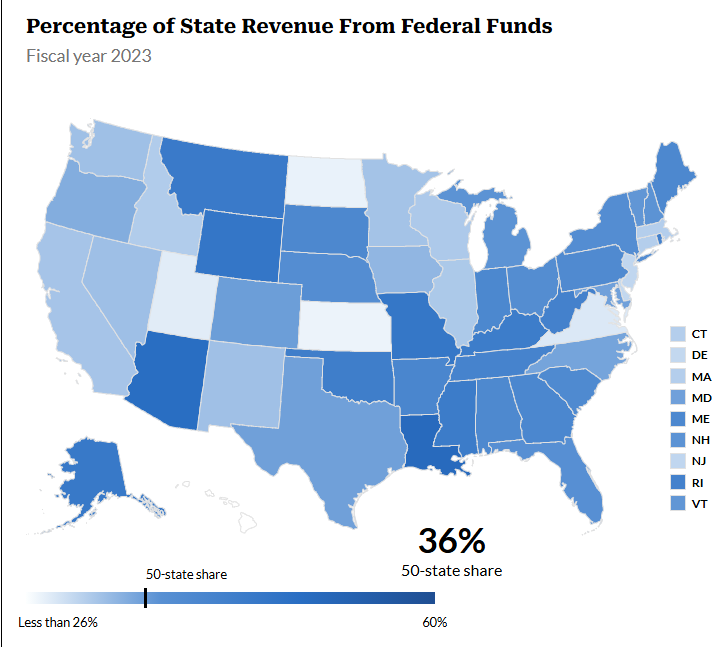 Percentage of State Revenue From Federal Funds
Fiscal year 2023
CT
DE
MA
MD
ME
NH
NJ
RI
VT
36%
50-state share
50-state share
Less than 26%
60%